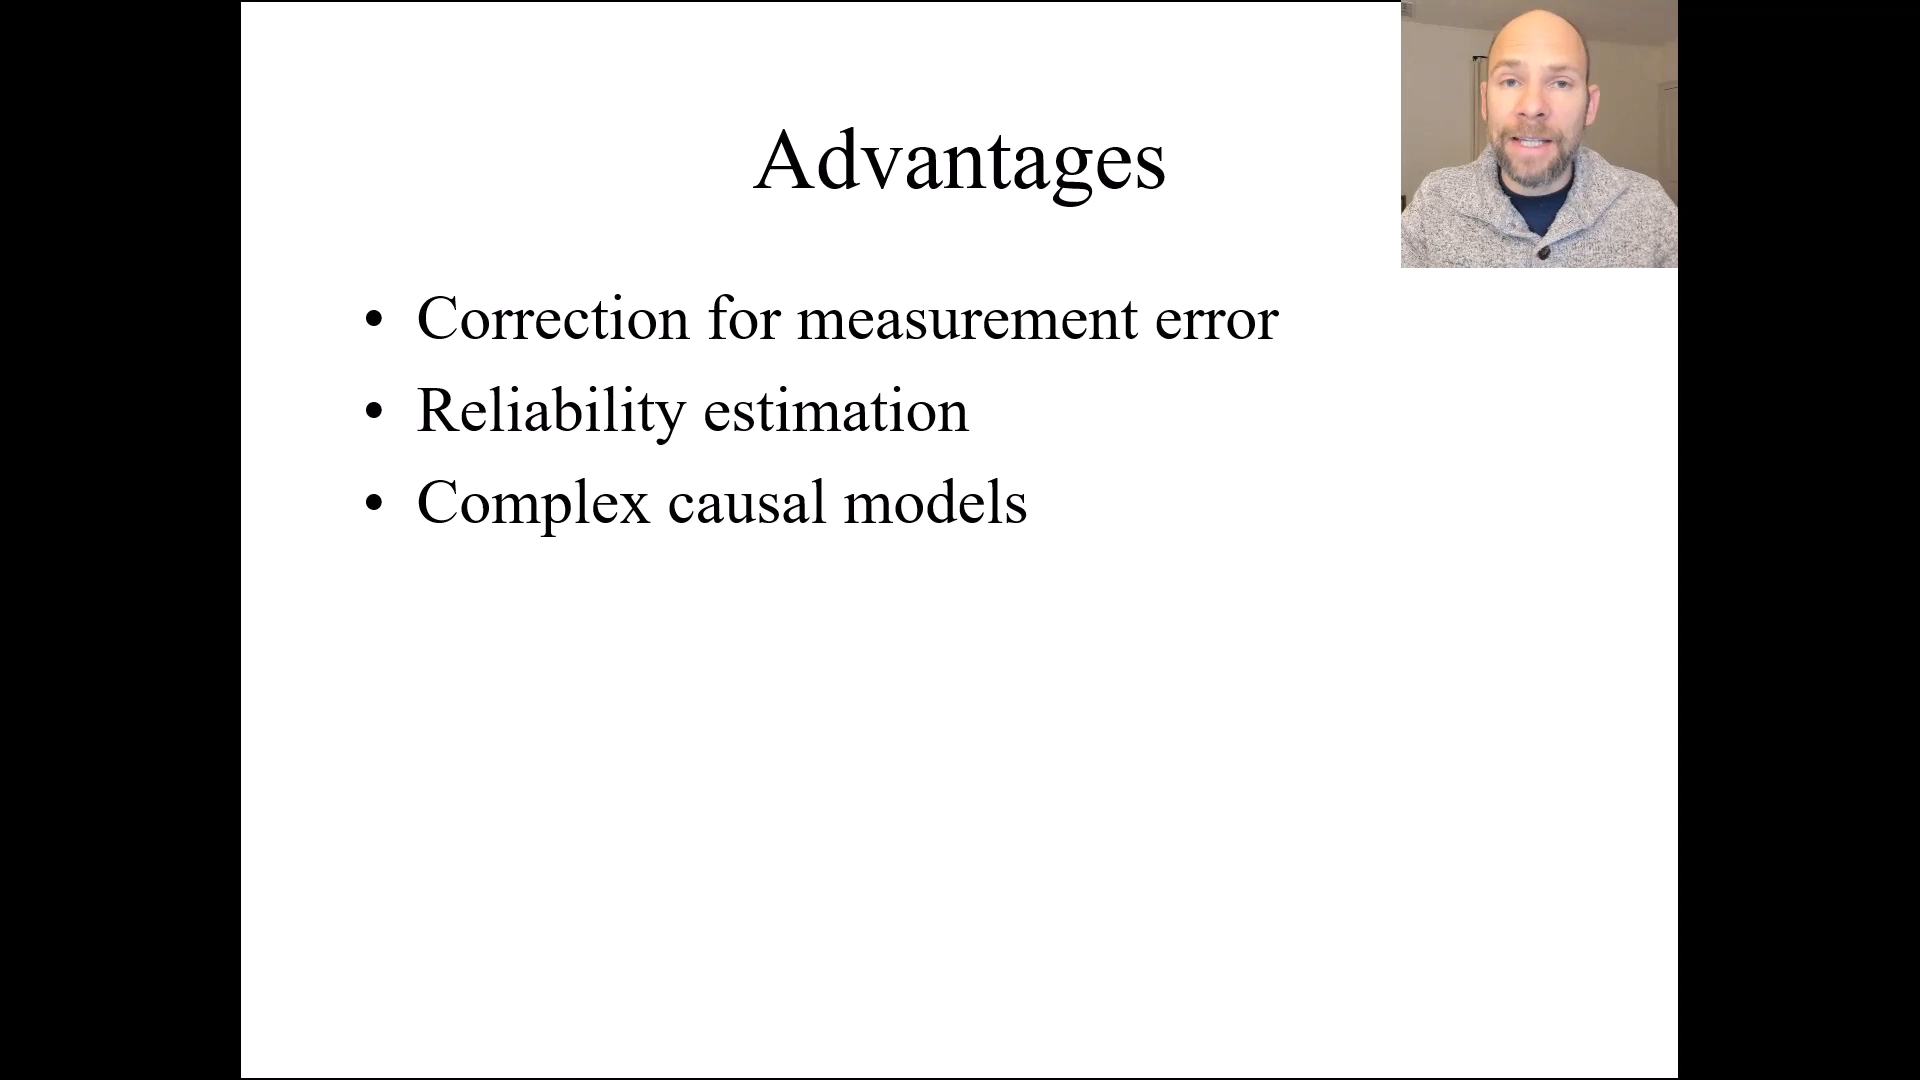 Advantages
• Correction for measurement error
• Reliability estimation
• Complex causal models